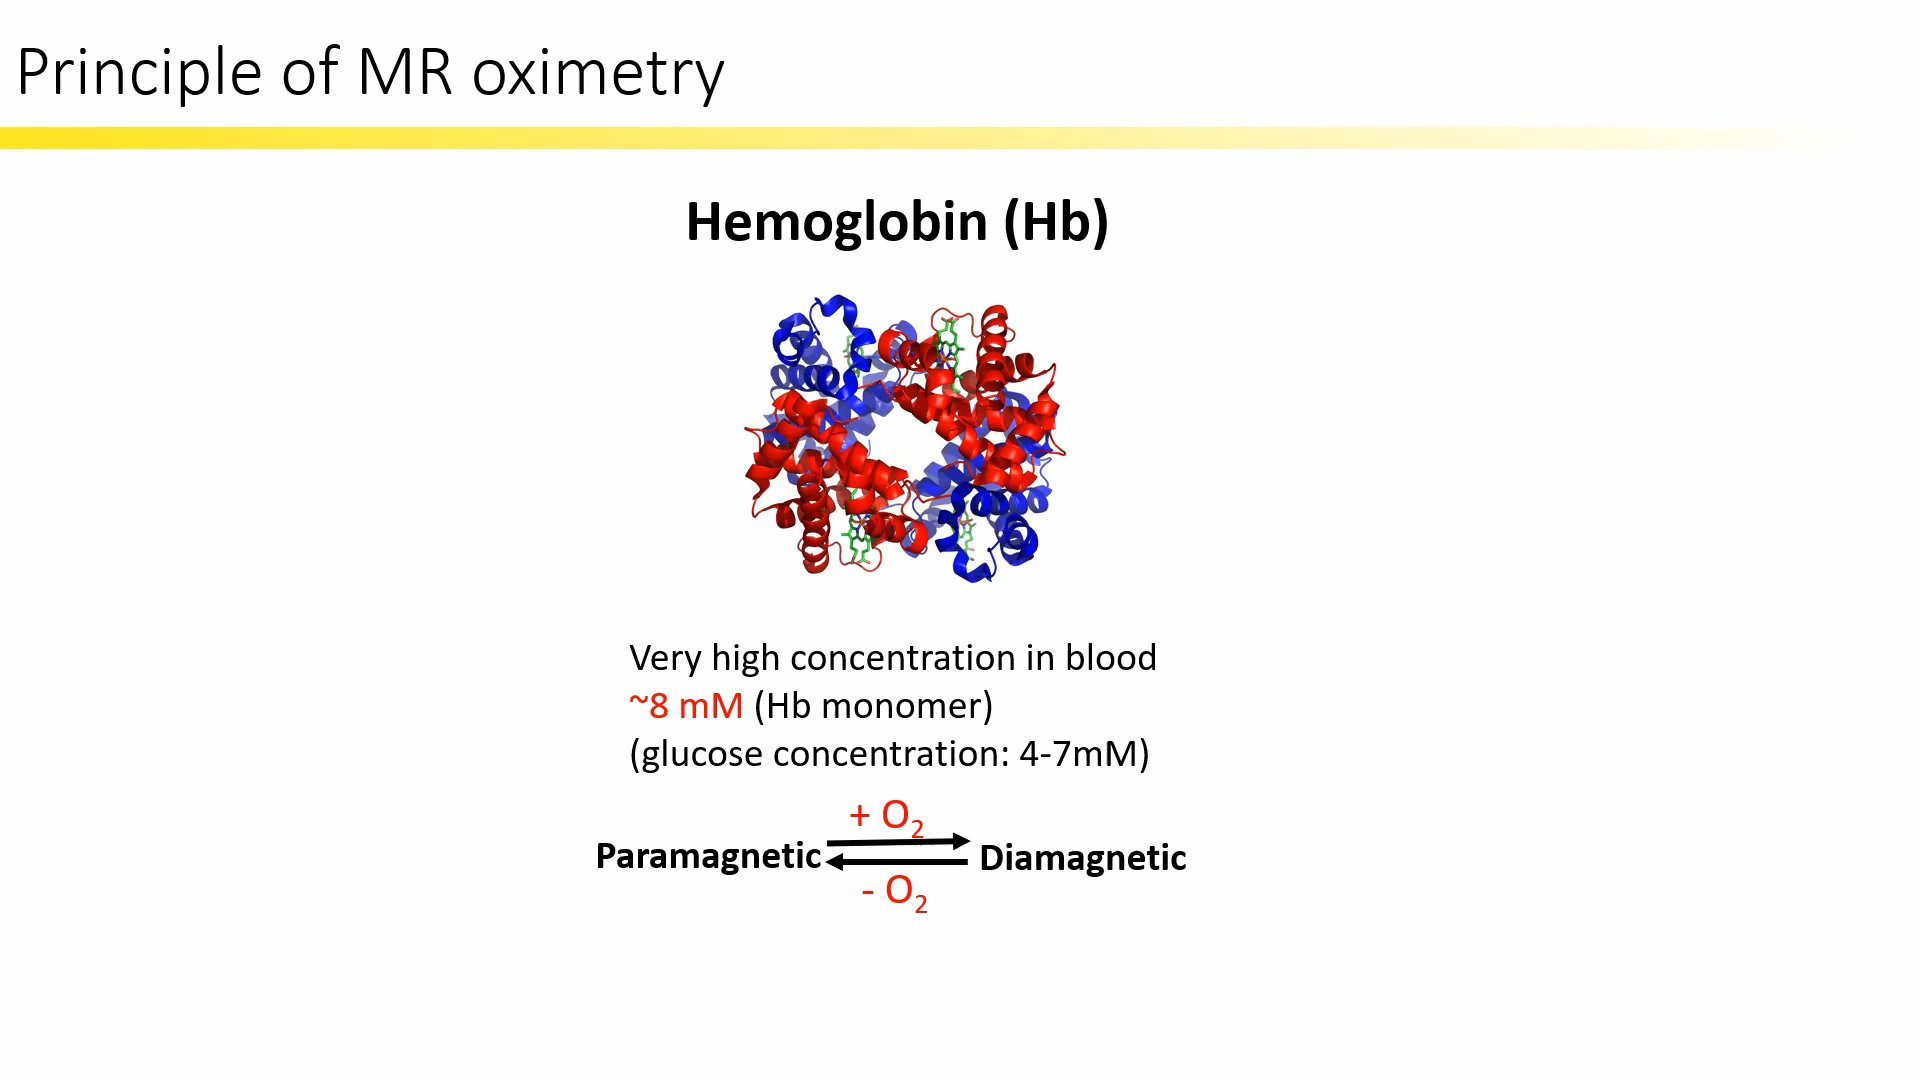 Principle of MR oximetry
Hemoglobin (Hb)
Very high concentration in blood
~8 mM (Hb monomer)
(glucose concentration: 4-7mM)
+ O₂
Paramagnetic Diamagnetic
- O₂